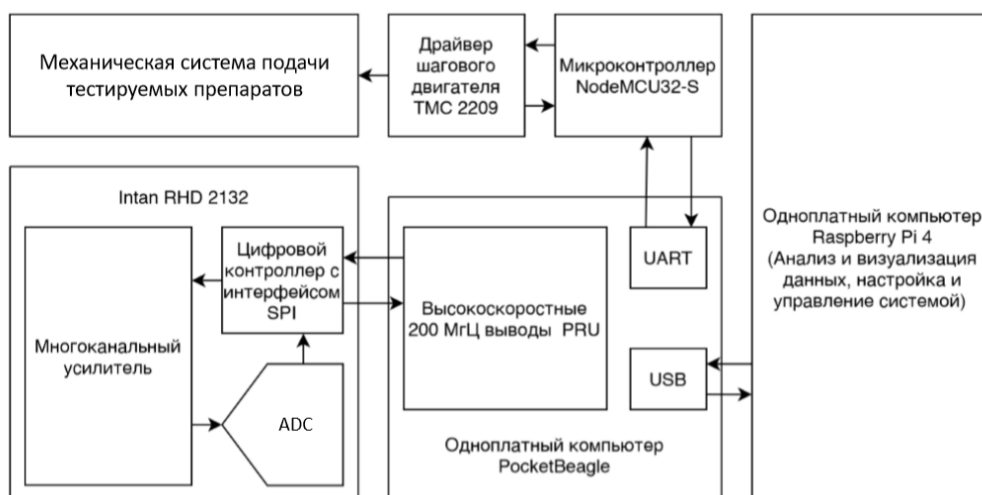 Механическая система подачи
тестируемых препаратов
Драйвер
шагового
двигателя
TMC 2209
Микроконтроллер
NodeMCU32-S
Intan RHD 2132
Многоканальный
усилитель
Цифровой
контроллер с
интерфейсом
SPI
ADC
Высокоскоростные
200 МгЦ выводы PRU
UART
USB
Одноплатный компьютер
PocketBeagle
Одноплатный компьютер
Raspberry Pi 4
(Анализ и визуализация
данных, настройка и
управление системой)